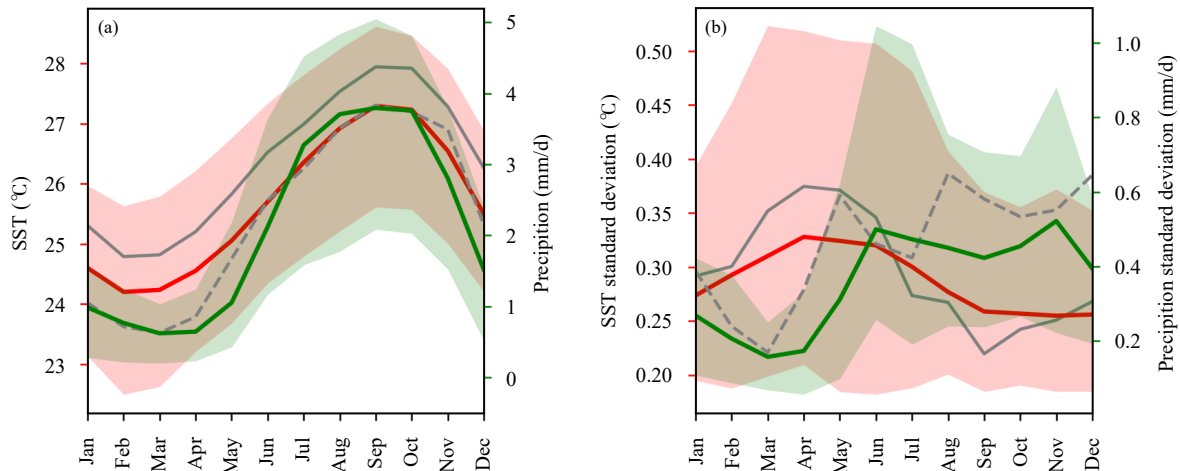 (a)
SST (℃)
28
27
26
25
24
23
5
4
3
2
1
0
Precipition (mm/d)
Jan
Feb
Mar
Apr
May
Jun
Jul
Aug
Sep
Oct
Nov
Dec
(b)
SST standard deviation (℃)
0.50
0.45
0.40
0.35
0.30
0.25
0.20
1.0
0.8
0.6
0.4
0.2
Precipitation standard deviation (mm/d)
Jan
Feb
Mar
Apr
May
Jun
Jul
Aug
Sep
Oct
Nov
Dec